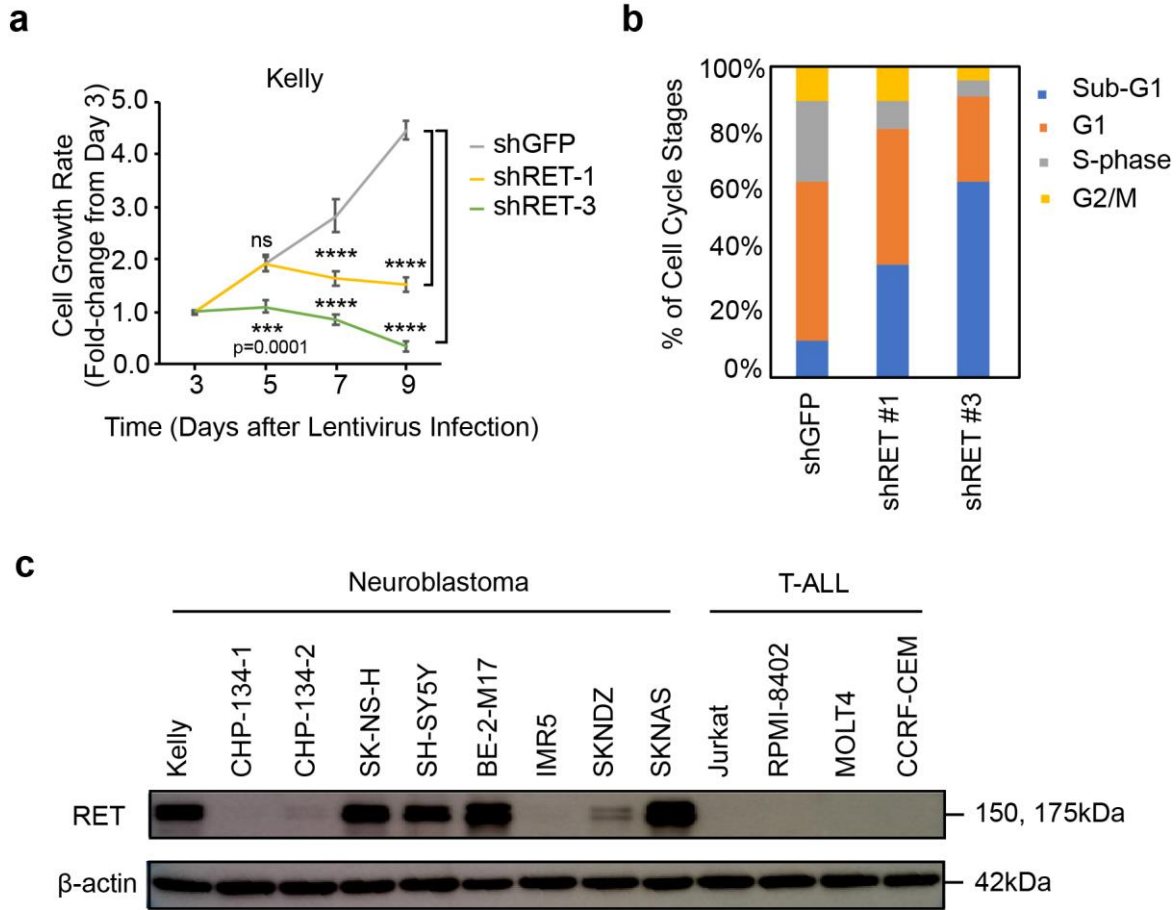 a
Kelly
5.0
4.0
3.0
2.0
1.0
0.0
Cell Growth Rate
(Fold-change from Day 3)
shGFP
shRET-1
shRET-3
ns
****
****
***
p=0.0001
****
****
3 5 7 9
Time (Days after Lentivirus Infection)
b
100%
80%
60%
40%
20%
0%
% of Cell Cycle Stages
Sub-G1
G1
S-phase
G2/M
shGFP
shRET #1
shRET #3
c
Neuroblastoma
T-ALL
Kelly
CHP-134-1
CHP-134-2
SK-NS-H
SH-SY5Y
BE-2-M17
IMR5
SKNDZ
SKNAS
Jurkat
RPMI-8402
MOLT4
CCRF-CEM
RET
150, 175kDa
β-actin
42kDa